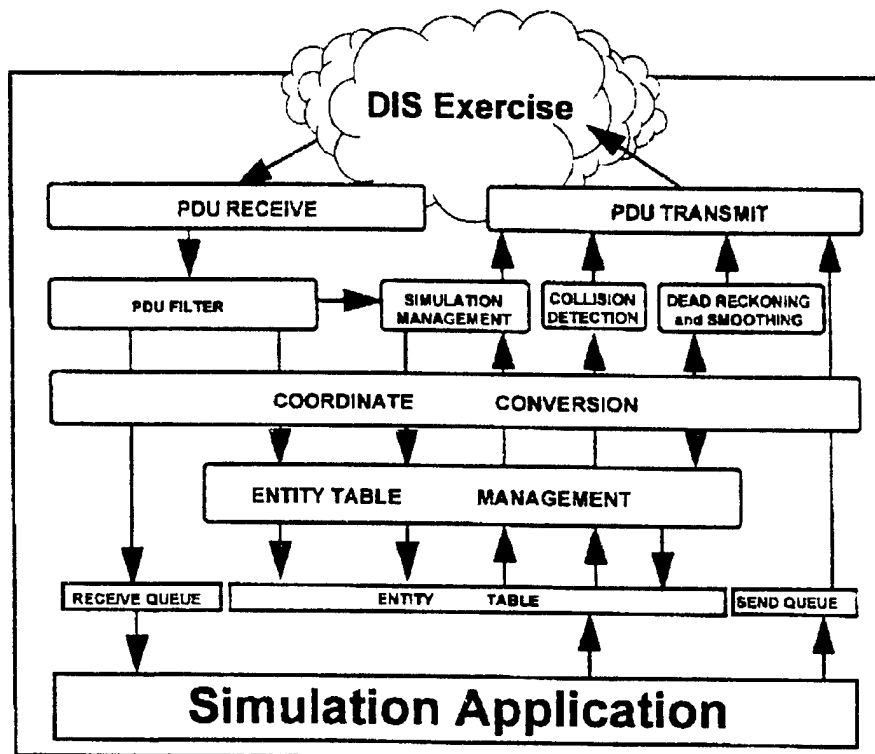 DIS Exercise
PDU RECEIVE
PDU TRANSMIT
PDU FILTER
SIMULATION
MANAGEMENT
COLLISION
DETECTION
DEAD RECKONING
and SMOOTHING
COORDINATE CONVERSION
ENTITY TABLE MANAGEMENT
RECEIVE QUEUE
ENTITY TABLE
SEND QUEUE
Simulation Application